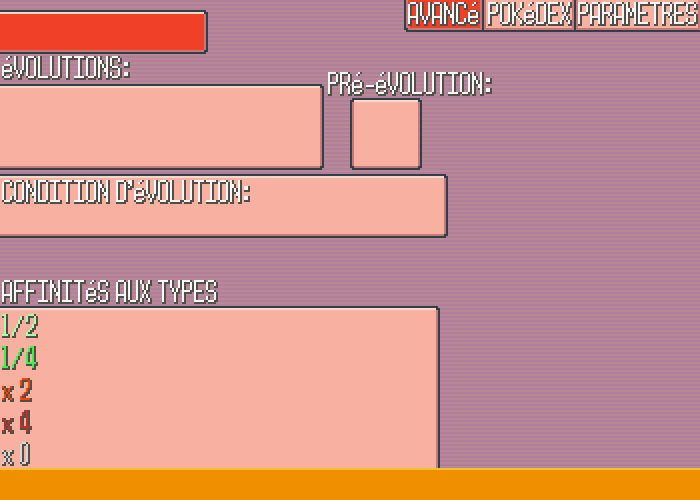 AVANCé POKéDEX PARAMETRES
éVOLUTIONS:
PRé-éVOLUTION:
CONDITION D'éVOLUTION:
AFFINITéS AUX TYPES
1/2
1/4
x2
x4
x0